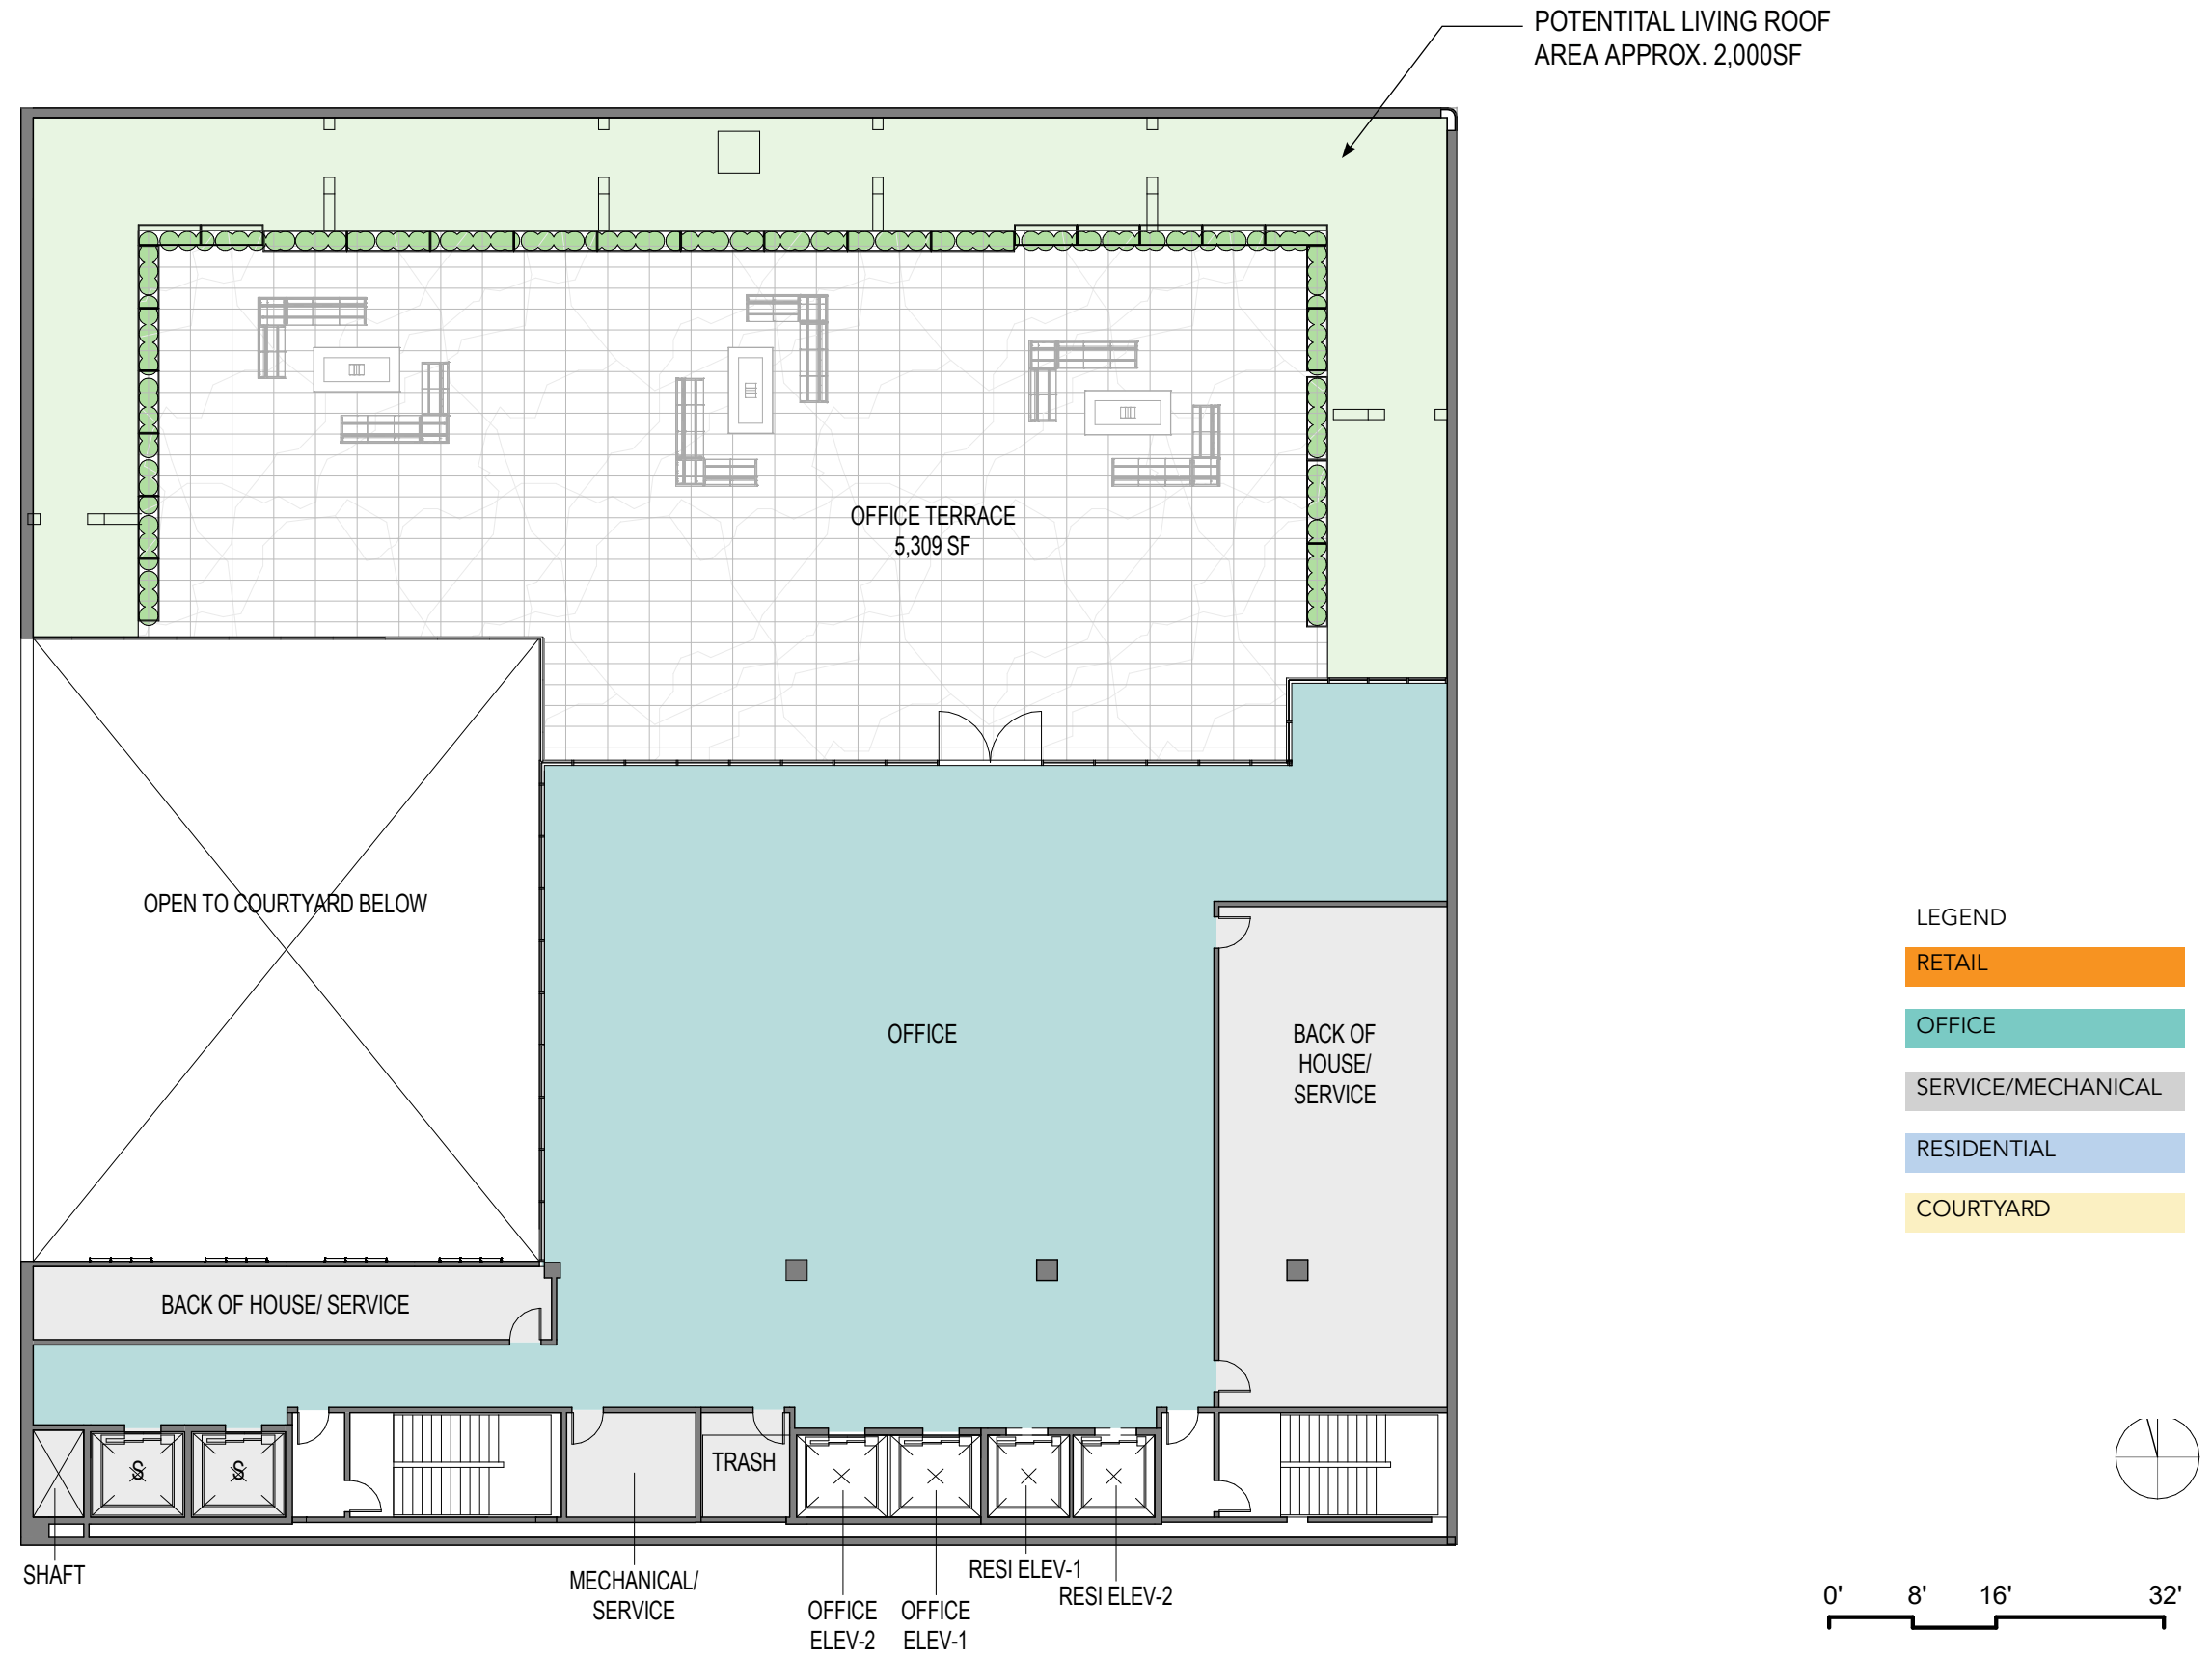 POTENTITAL LIVING ROOF
AREA APPROX. 2,000SF
OFFICE TERRACE
5,309 SF
OPEN TO COURTYARD BELOW
OFFICE
BACK OF
HOUSE/
SERVICE
BACK OF HOUSE/ SERVICE
S
S
TRASH
SHAFT
MECHANICAL/
SERVICE
OFFICE
ELEV-2
OFFICE
ELEV-1
RESI ELEV-1
RESI ELEV-2
LEGEND
RETAIL
OFFICE
SERVICE/MECHANICAL
RESIDENTIAL
COURTYARD
0' 8' 16' 32'